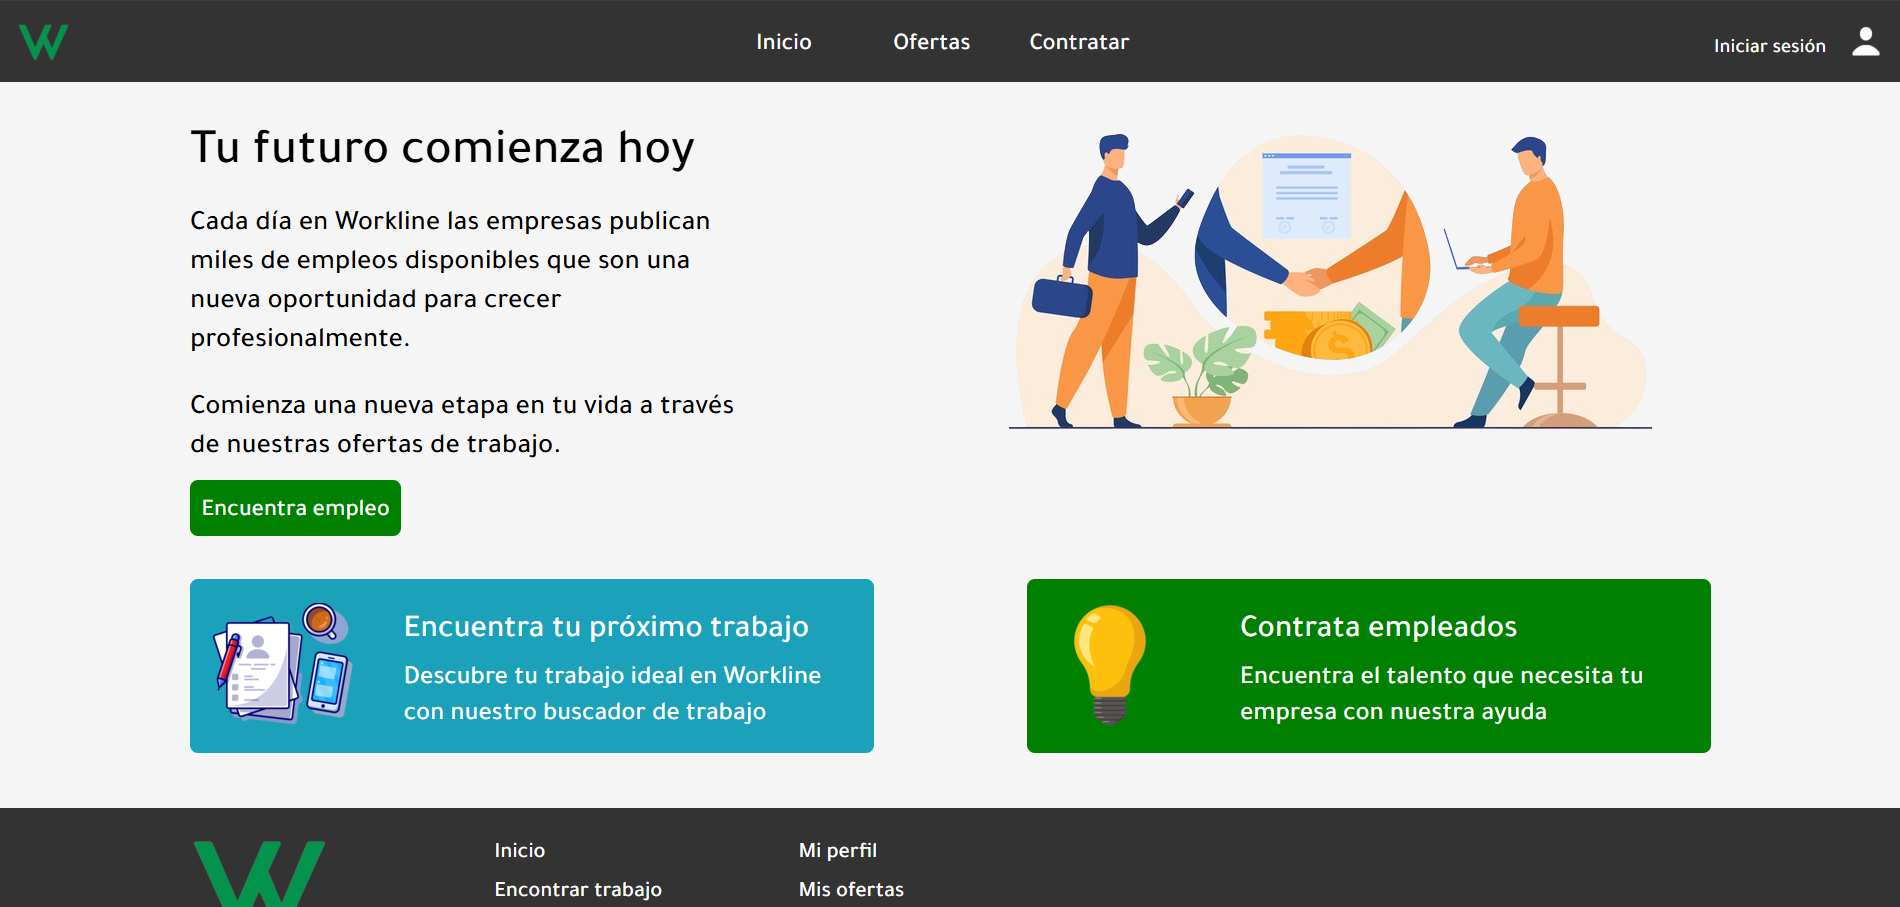 Inicio
Ofertas
Contratar
Iniciar sesión
Tu futuro comienza hoy
Cada día en Workline las empresas publican
miles de empleos disponibles que son una
nueva oportunidad para crecer
profesionalmente.
Comienza una nueva etapa en tu vida a través
de nuestras ofertas de trabajo.
Encuentra empleo
Encuentra tu próximo trabajo
Descubre tu trabajo ideal en Workline
con nuestro buscador de trabajo
Contrata empleados
Encuentra el talento que necesita tu
empresa con nuestra ayuda
Inicio
Encontrar trabajo
Mi perfil
Mis ofertas